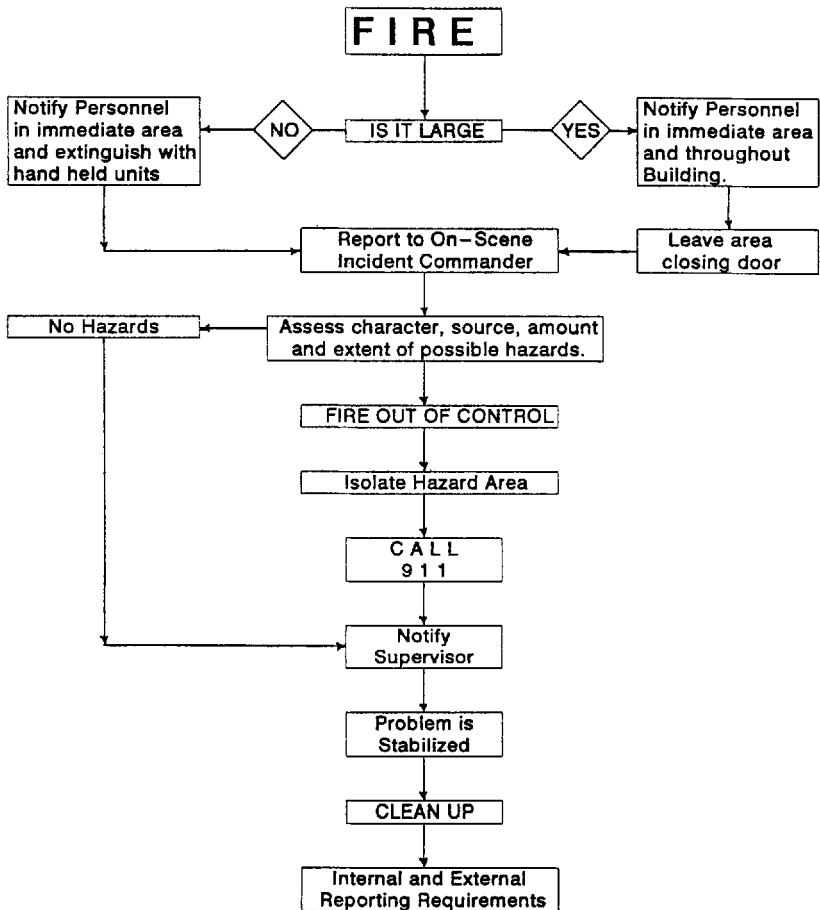 FIRE
IS IT LARGE
NO
YES
Notify Personnel
in immediate area
and extinguish with
hand held units
Notify Personnel
in immediate area
and throughout
Building.
Leave area
closing door
Report to On-Scene
Incident Commander
Assess character, source, amount
and extent of possible hazards.
No Hazards
FIRE OUT OF CONTROL
Isolate Hazard Area
CALL
911
Notify
Supervisor
Problem is
Stabilized
CLEAN UP
Internal and External
Reporting Requirements